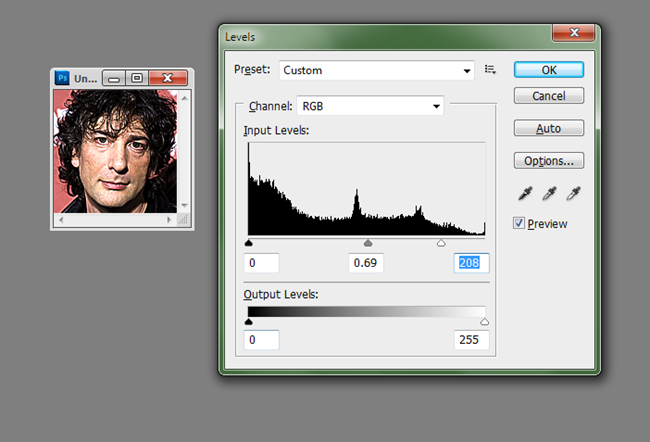 Levels
Ps Un...
Preset: Custom
OK
Channel: RGB
Cancel
Input Levels:
Auto
Options...
Preview
0 0.69 208
Output Levels:
0 255